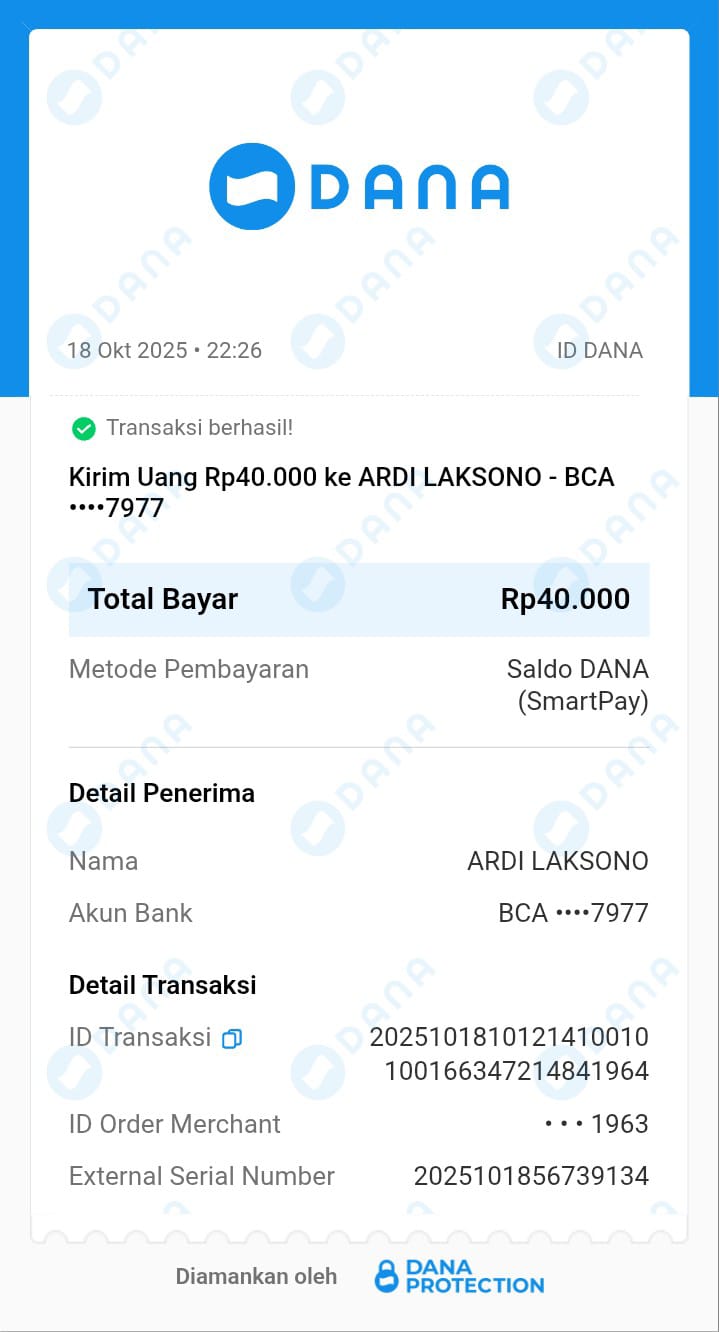 DANA
18 Okt 2025 • 22:26 ID DANA
Transaksi berhasil!
Kirim Uang Rp40.000 ke ARDI LAKSONO - BCA
••••7977
Total Bayar Rp40.000
Metode Pembayaran Saldo DANA
(SmartPay)
Detail Penerima
Nama ARDI LAKSONO
Akun Bank BCA ••••7977
Detail Transaksi
ID Transaksi 2025101810121410010
100166347214841964
ID Order Merchant • • • 1963
External Serial Number 2025101856739134
Diamankan oleh DANA
PROTECTION